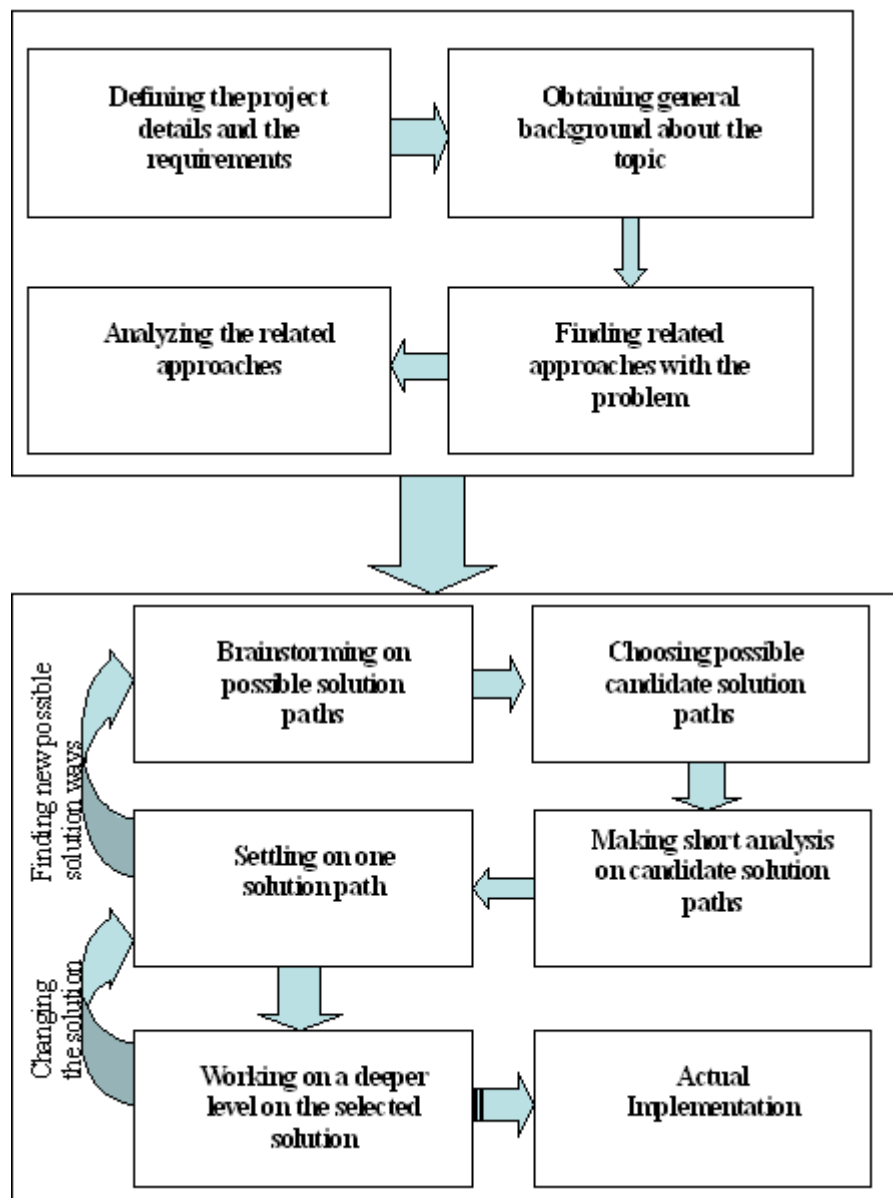 Defining the project
details and the
requirements
Obtaining general
background about the
topic
Finding related
approaches with the
problem
Analyzing the related
approaches
Brainstorming on
possible solution
paths
Choosing possible
candidate solution
paths
Making short analysis
on candidate solution
paths
Settling on one
solution path
Finding new possible
solution ways
Working on a deeper
level on the selected
solution
Changing
the solution
Actual
Implementation